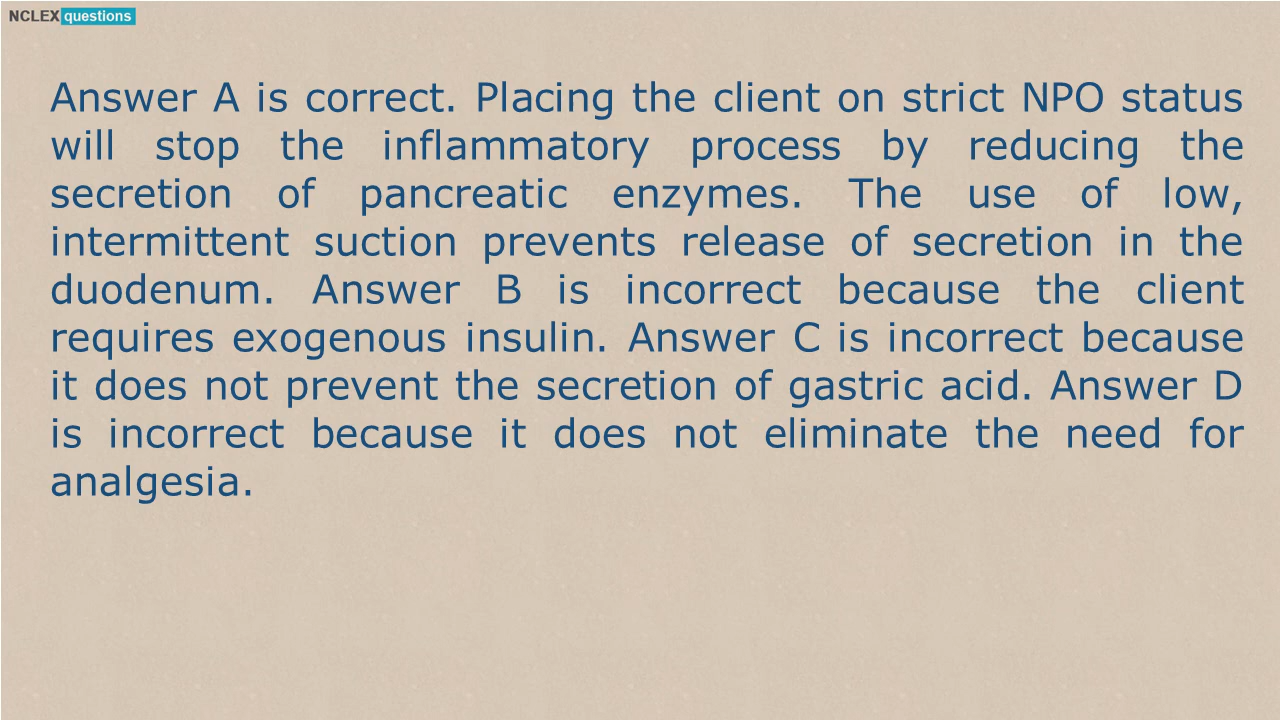 NCLEX questions
Answer A is correct. Placing the client on strict NPO status
will stop the inflammatory process by reducing the
secretion of pancreatic enzymes. The use of low,
intermittent suction prevents release of secretion in the
duodenum. Answer B is incorrect because the client
requires exogenous insulin. Answer C is incorrect because
it does not prevent the secretion of gastric acid. Answer D
is incorrect because it does not eliminate the need for
analgesia.